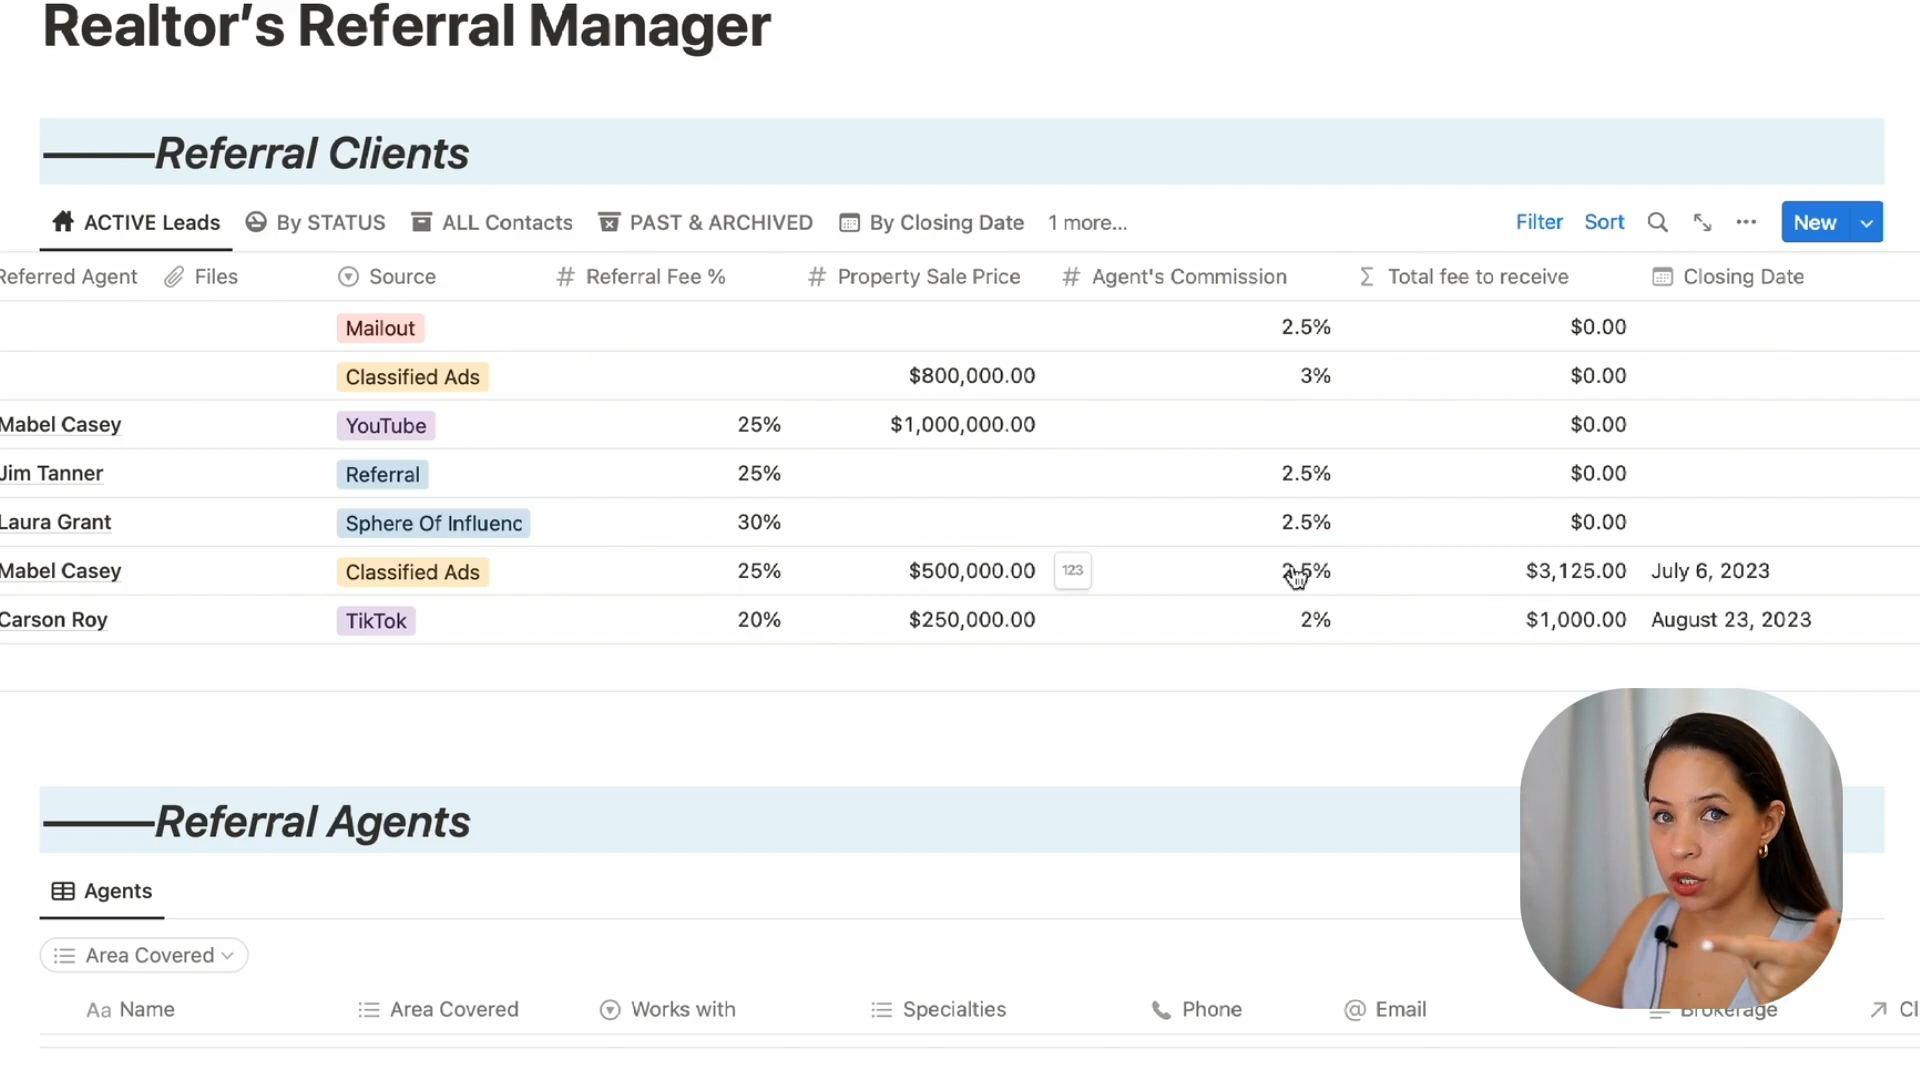 Realtor's Referral Manager
Referral Clients
ACTIVE Leads By STATUS ALL Contacts PAST & ARCHIVED By Closing Date 1 more... Filter Sort New
Referred Agent Files Source # Referral Fee % # Property Sale Price # Agent's Commission Σ Total fee to receive Closing Date
Mailout 2.5% $0.00
Classified Ads $800,000.00 3% $0.00
Mabel Casey YouTube 25% $1,000,000.00 $0.00
Jim Tanner Referral 25% 2.5% $0.00
Laura Grant Sphere Of Influenc 30% 2.5% $0.00
Mabel Casey Classified Ads 25% $500,000.00 123 2.5% $3,125.00 July 6, 2023
Carson Roy TikTok 20% $250,000.00 2% $1,000.00 August 23, 2023
Referral Agents
Agents
Area Covered
Aa Name Area Covered Works with Specialties Phone @ Email Brokerage Cl